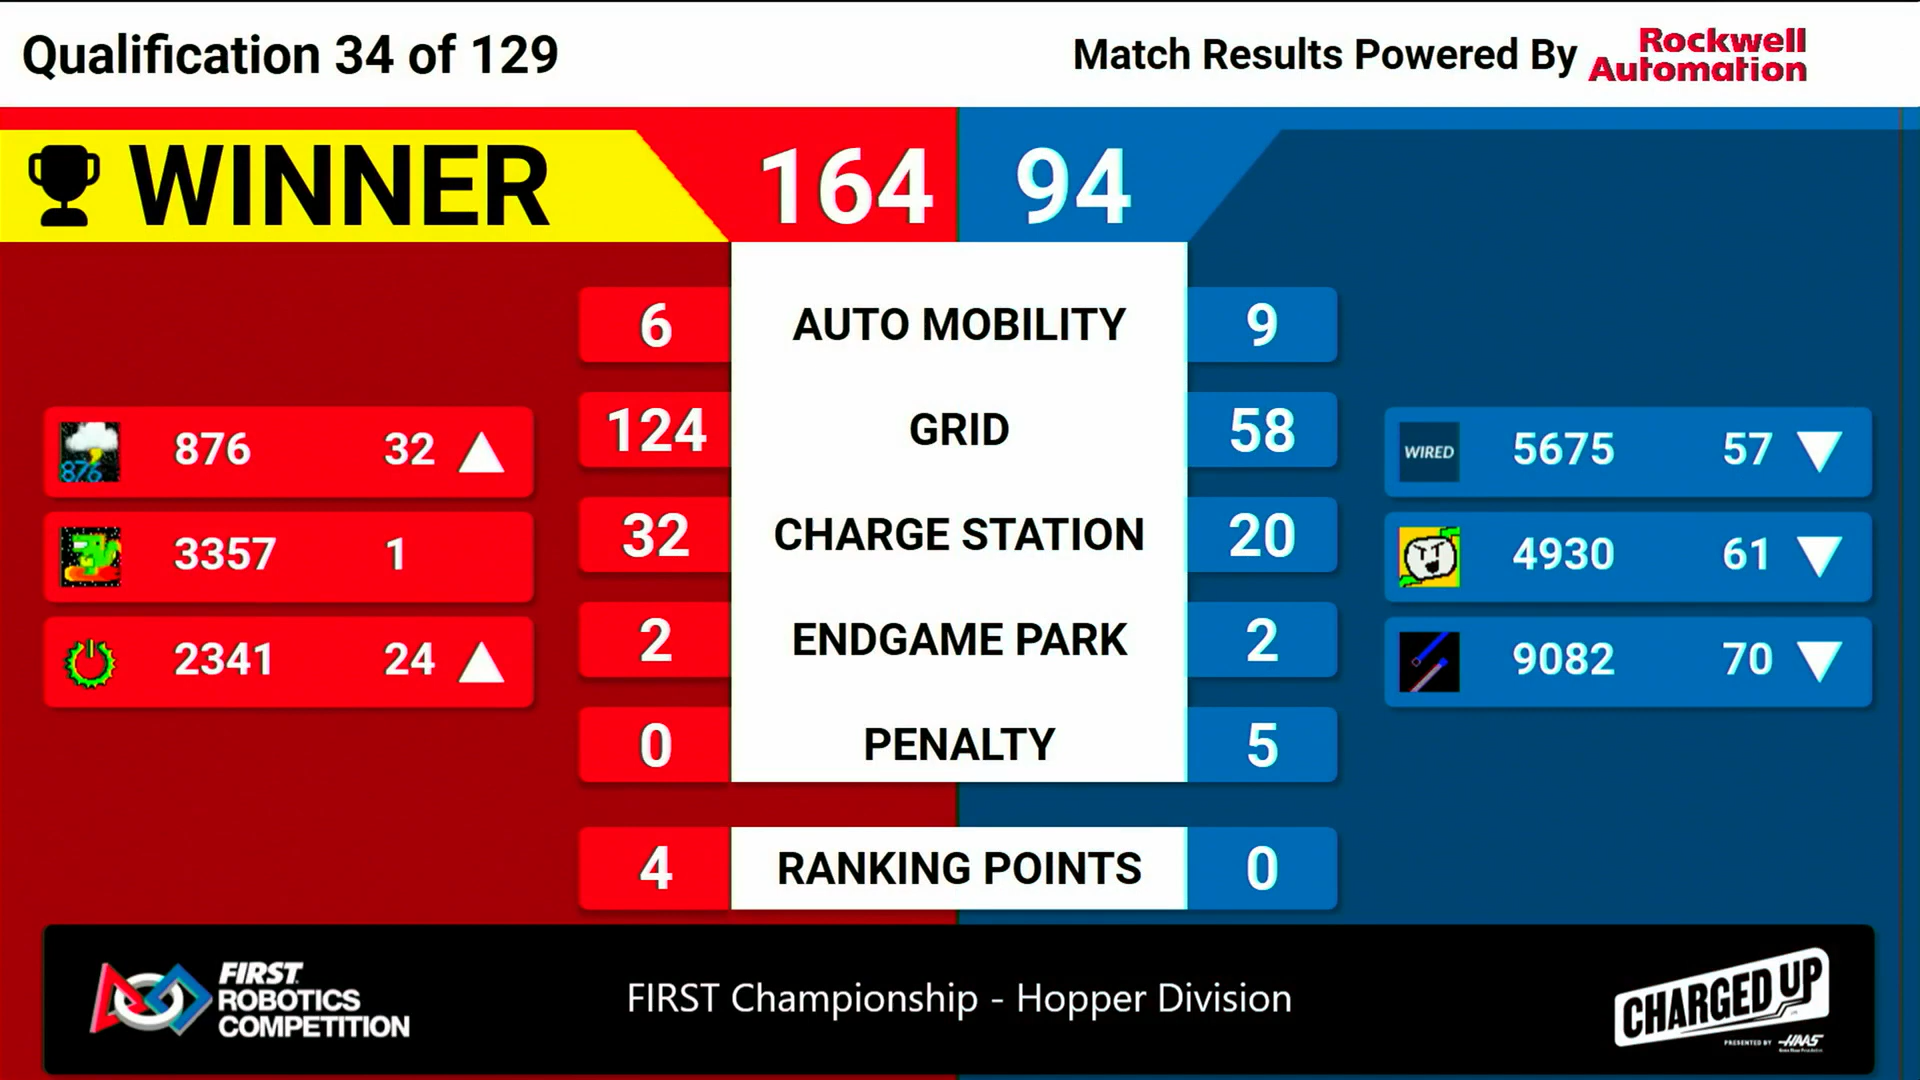 Qualification 34 of 129
Match Results Powered By
Rockwell
Automation
WINNER
164
94
6 AUTO MOBILITY 9
124 GRID 58
32 CHARGE STATION 20
2 ENDGAME PARK 2
0 PENALTY 5
4 RANKING POINTS 0
876 876 32
3357 1
2341 24
WIRED 5675 57
4930 61
9082 70
FIRST
ROBOTICS
COMPETITION
FIRST Championship - Hopper Division
CHARGED UP
PRESENTED BY HAAS